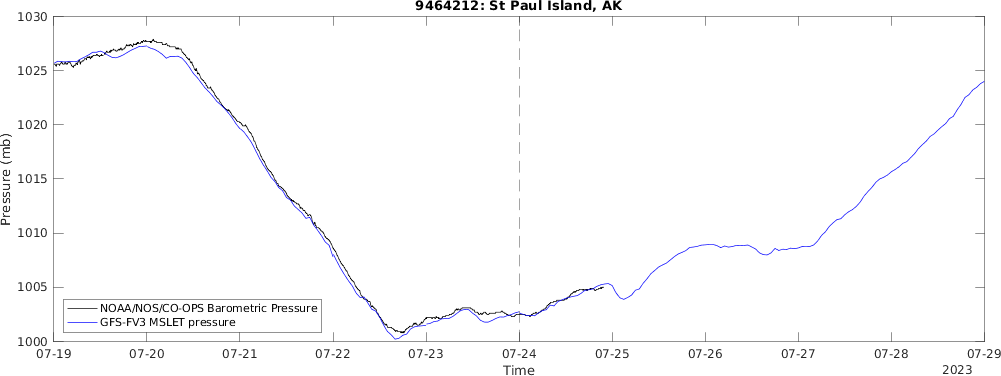 9464212: St Paul Island, AK
1030
1025
1020
1015
1010
1005
1000
Pressure (mb)
NOAA/NOS/CO-OPS Barometric Pressure
GFS-FV3 MSLET pressure
07-19 07-20 07-21 07-22 07-23 07-24 07-25 07-26 07-27 07-28 07-29
Time
2023